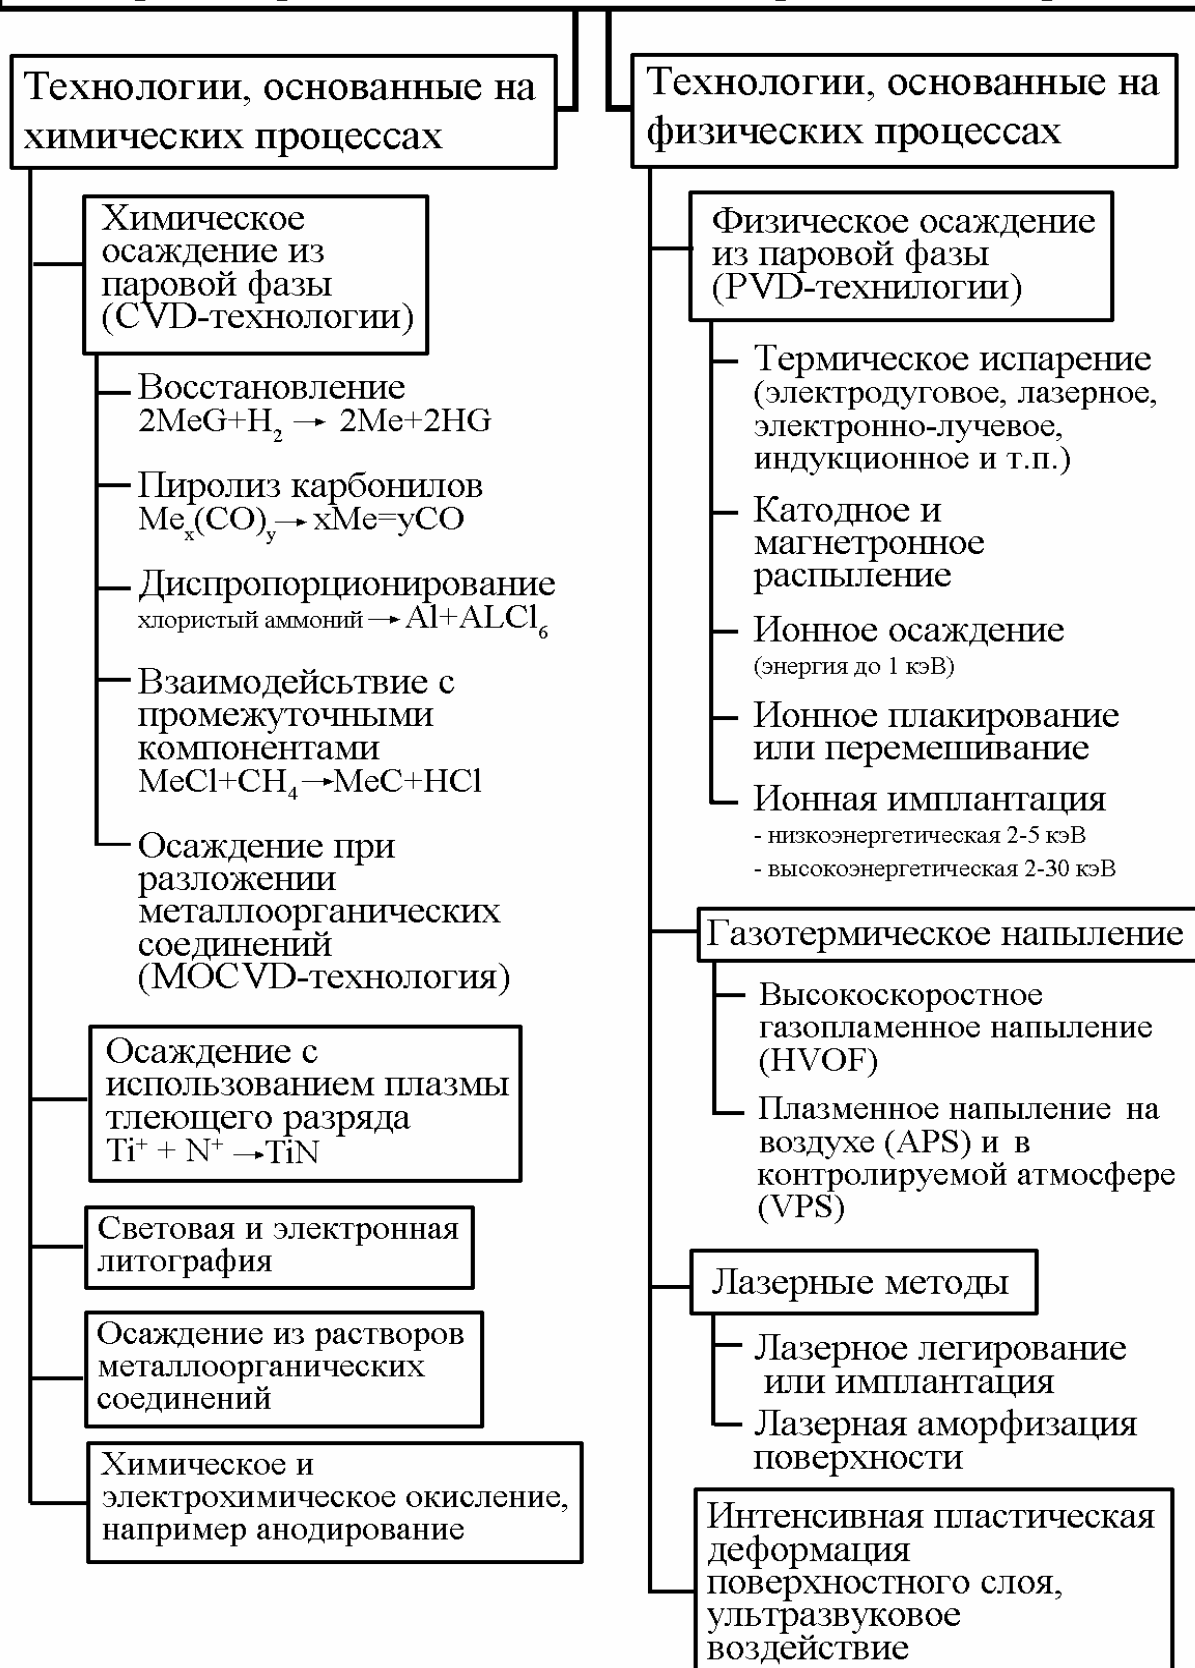 Технологии, основанные на
химических процессах
Химическое
осаждение из
паровой фазы
(CVD-технологии)
Восстановление
2MeG+H₂ → 2Me+2HG
Пиролиз карбонилов
Meₓ(CO)ᵧ→ xMe=yCO
Диспропорционирование
хлористый аммоний → Al+ALCl₆
Взаимодейсьтвие с
промежуточными
компонентами
MeCl+CH₄→MeC+HCl
Осаждение при
разложении
металлоорганических
соединений
(MOCVD-технология)
Осаждение с
использованием плазмы
тлеющего разряда
Ti⁺ + N⁺ →TiN
Световая и электронная
литография
Осаждение из растворов
металлоорганических
соединений
Химическое и
электрохимическое окисление,
например анодирование
Технологии, основанные на
физических процессах
Физическое осаждение
из паровой фазы
(PVD-технилогии)
Термическое испарение
(электродуговое, лазерное,
электронно-лучевое,
индукционное и т.п.)
Катодное и
магнетронное
распыление
Ионное осаждение
(энергия до 1 кэВ)
Ионное плакирование
или перемешивание
Ионная имплантация
- низкоэнергетическая 2-5 кэВ
- высокоэнергетическая 2-30 кэВ
Газотермическое напыление
Высокоскоростное
газопламенное напыление
(HVOF)
Плазменное напыление на
воздухе (APS) и в
контролируемой атмосфере
(VPS)
Лазерные методы
Лазерное легирование
или имплантация
Лазерная аморфизация
поверхности
Интенсивная пластическая
деформация
поверхностного слоя,
ультразвуковое
воздействие